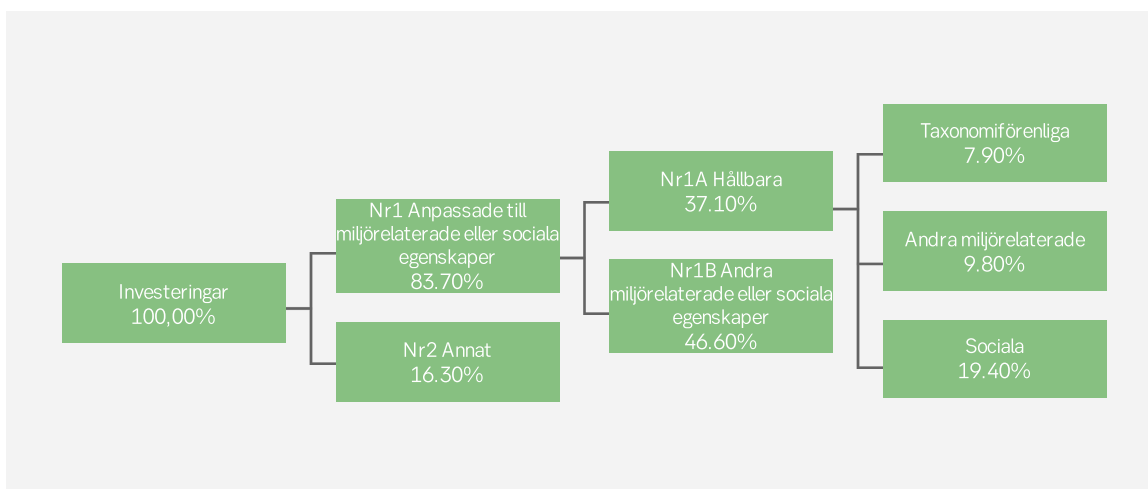 Investeringar
100,00%
Nr1 Anpassade till
miljörelaterade eller sociala
egenskaper
83.70%
Nr2 Annat
16.30%
Nr1A Hållbara
37.10%
Nr1B Andra
miljörelaterade eller sociala
egenskaper
46.60%
Taxonomiförenliga
7.90%
Andra miljörelaterade
9.80%
Sociala
19.40%